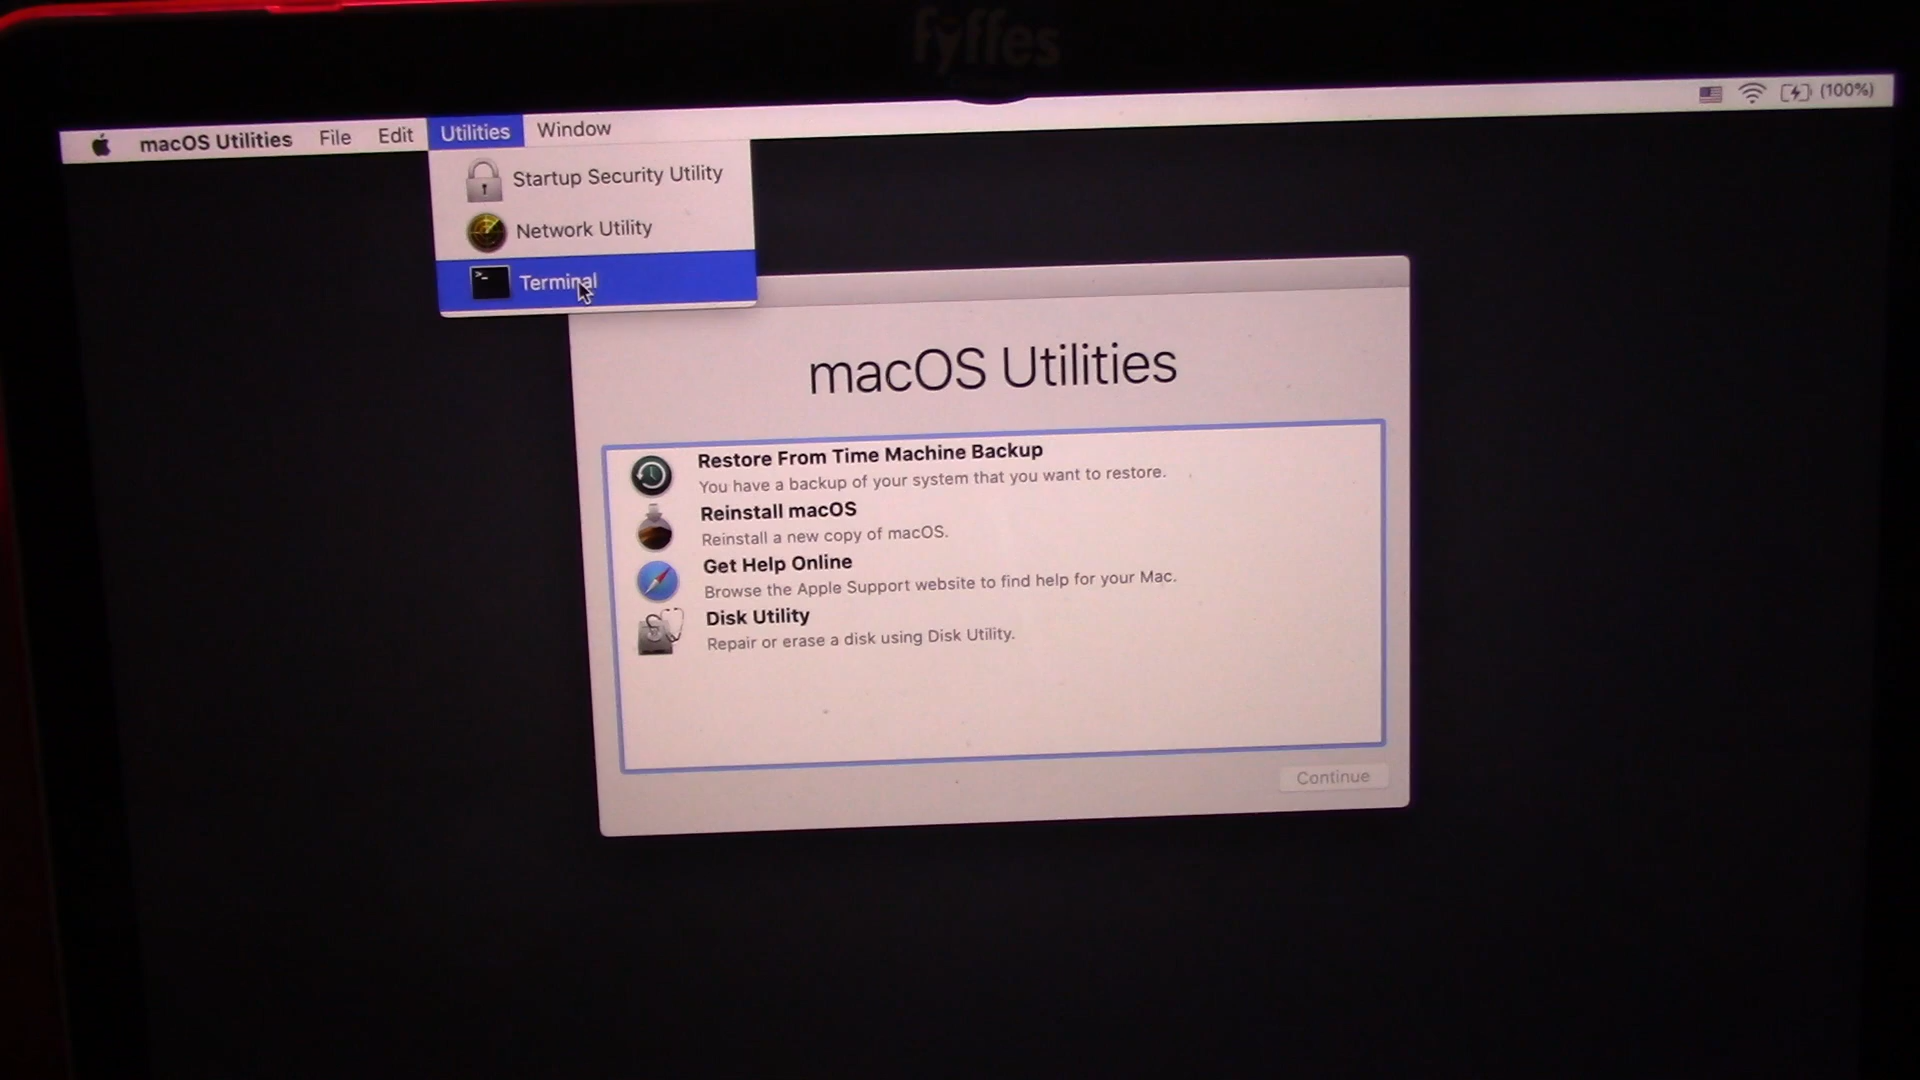 fyffes
macOS Utilities File Edit Utilities Window (100%)
Startup Security Utility
Network Utility
>_ Terminal
macOS Utilities
Restore From Time Machine Backup
You have a backup of your system that you want to restore.
Reinstall macOS
Reinstall a new copy of macOS.
Get Help Online
Browse the Apple Support website to find help for your Mac.
Disk Utility
Repair or erase a disk using Disk Utility.
Continue